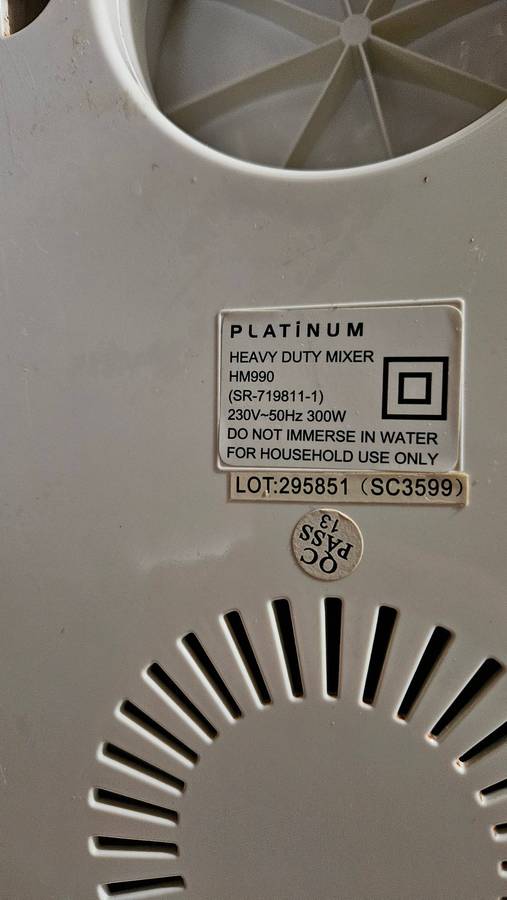 PLATiNUM
HEAVY DUTY MIXER
HM990
(SR-719811-1)
230V~50Hz 300W
DO NOT IMMERSE IN WATER
FOR HOUSEHOLD USE ONLY
LOT:295851 (SC3599)
QC
PASS
13